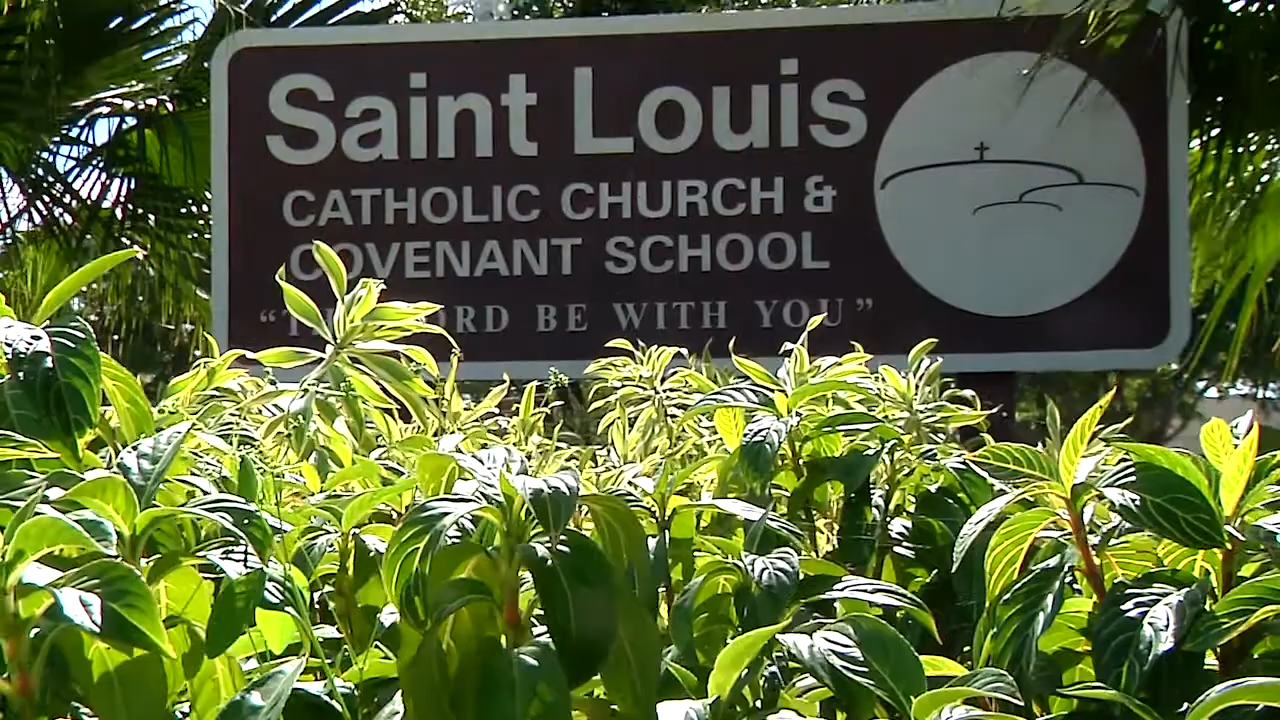 Saint Louis
CATHOLIC CHURCH &
COVENANT SCHOOL
BE WITH YOU”